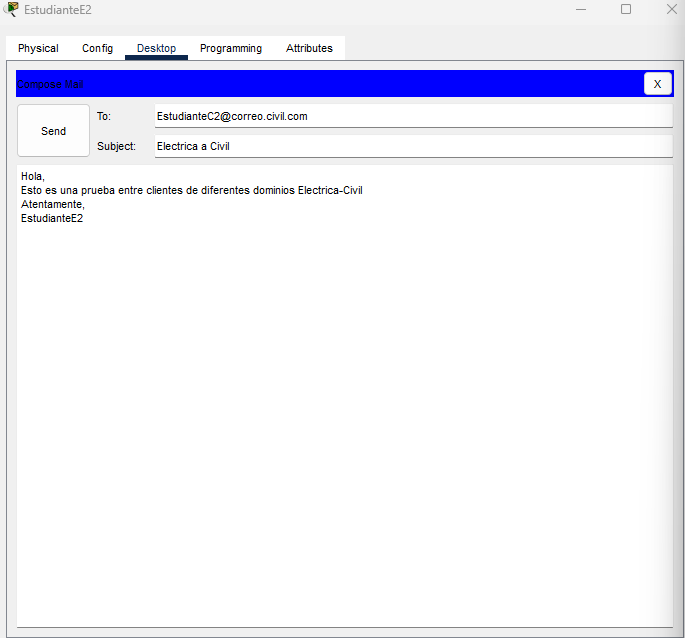 EstudianteE2
Physical Config Desktop Programming Attributes
Compose Mail X
Send
To: EstudianteC2@correo.civil.com
Subject: Electrica a Civil
Hola,
Esto es una prueba entre clientes de diferentes dominios Electrica-Civil
Atentamente,
EstudianteE2